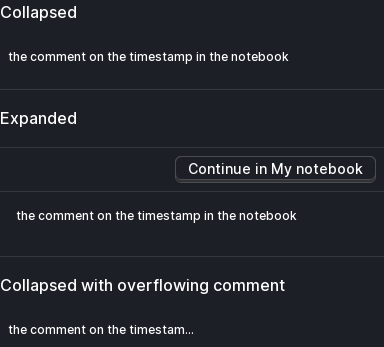 Collapsed
the comment on the timestamp in the notebook
Expanded
Continue in My notebook
the comment on the timestamp in the notebook
Collapsed with overflowing comment
the comment on the timestam...